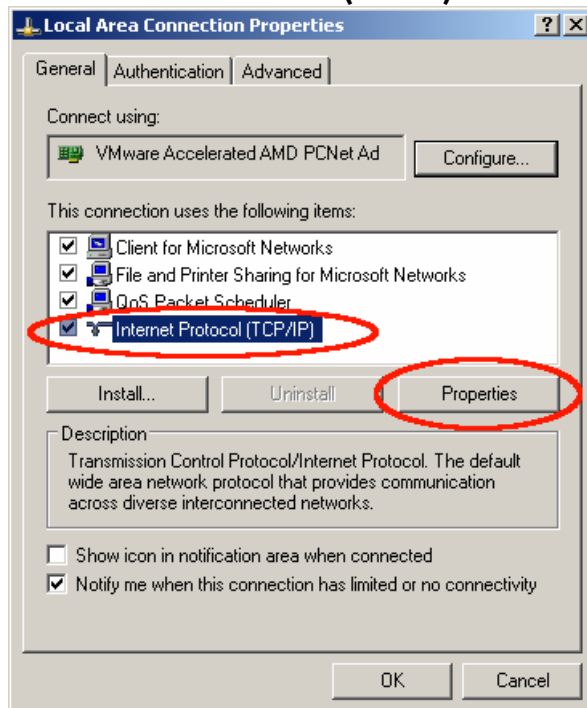 Local Area Connection Properties
General Authentication Advanced
Connect using:
VMware Accelerated AMD PCNet Ad Configure...
This connection uses the following items:
Client for Microsoft Networks
File and Printer Sharing for Microsoft Networks
QoS Packet Scheduler
Internet Protocol (TCP/IP)
Install... Uninstall Properties
Description
Transmission Control Protocol/Internet Protocol. The default
wide area network protocol that provides communication
across diverse interconnected networks.
Show icon in notification area when connected
Notify me when this connection has limited or no connectivity
OK Cancel